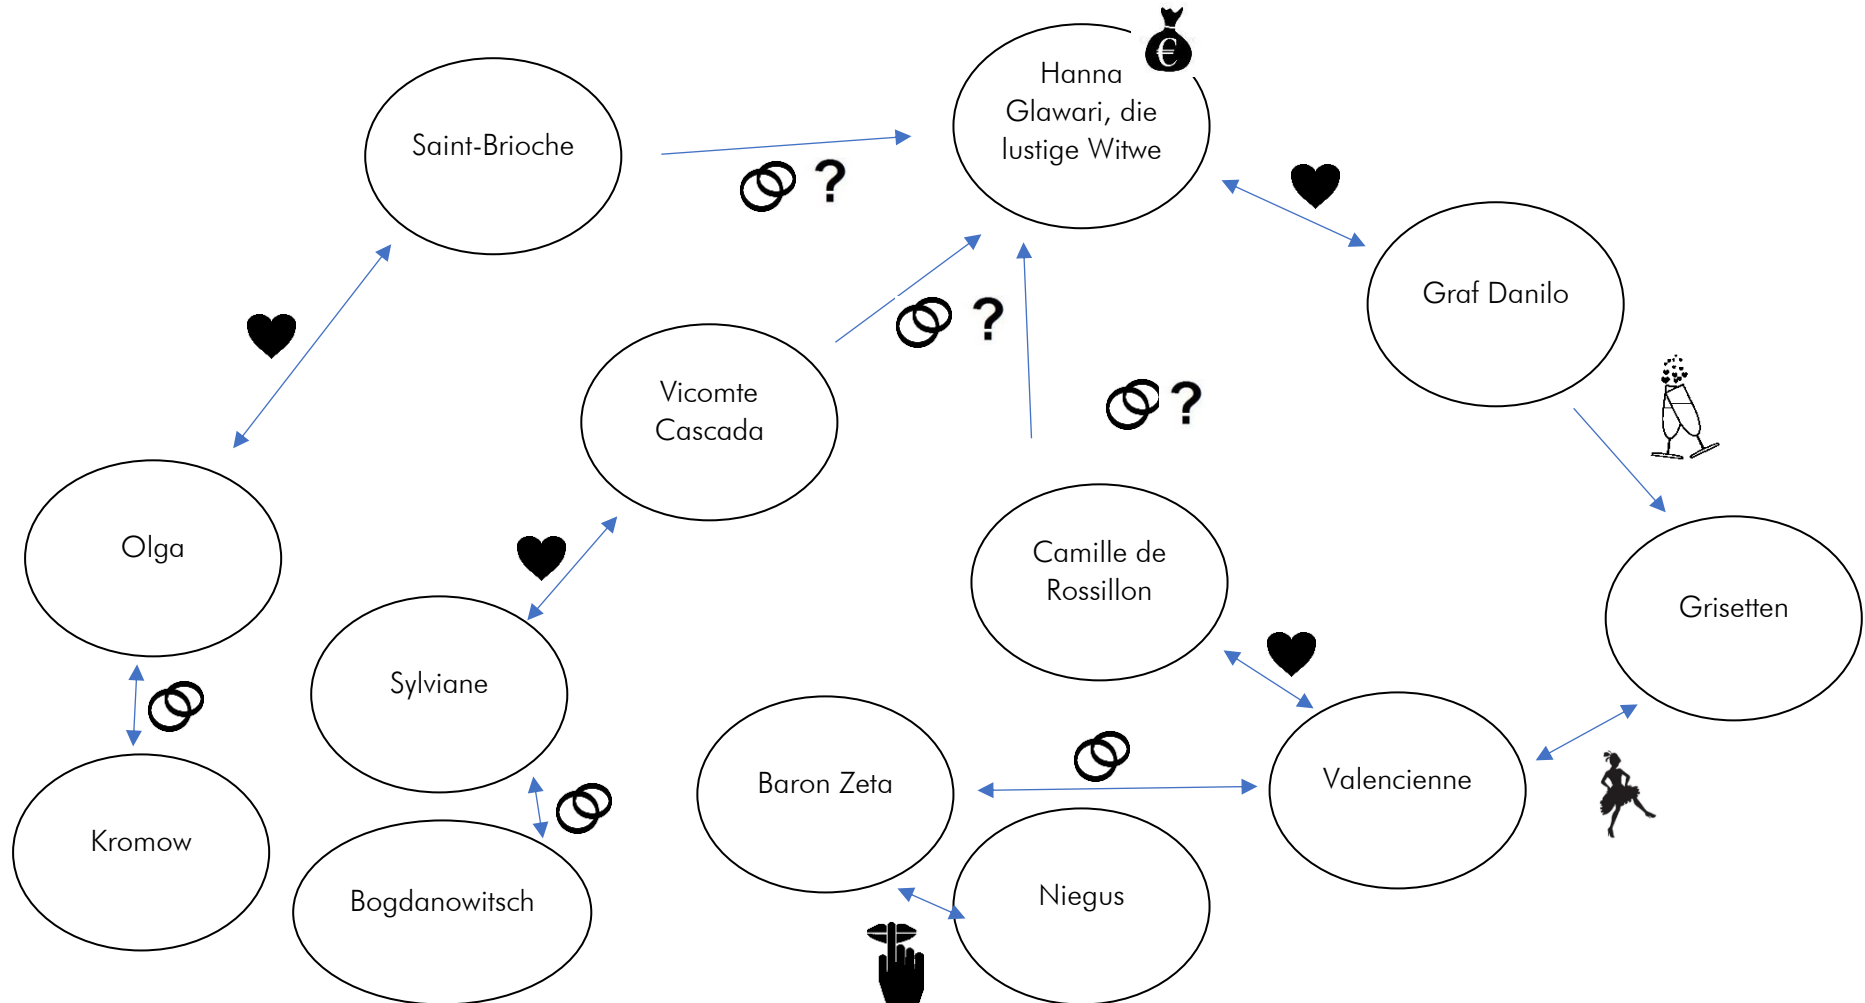 Hanna
Glawari, die
lustige Witwe
€
Saint-Brioche
?
Graf Danilo
?
Vicomte
Cascada
?
Olga
Camille de
Rossillon
Grisetten
Sylviane
Baron Zeta
Valencienne
Kromow
Bogdanowitsch
Niegus